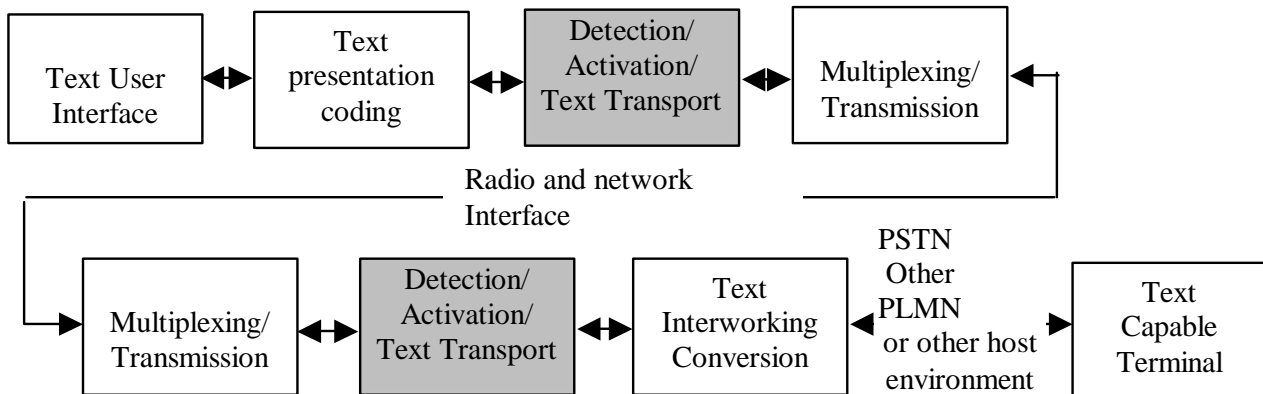 Text User
Interface
Text
presentation
coding
Detection/
Activation/
Text Transport
Multiplexing/
Transmission
Radio and network
Interface
Multiplexing/
Transmission
Detection/
Activation/
Text Transport
Text
Interworking
Conversion
PSTN
Other
PLMN
or other host
environment
Text
Capable
Terminal